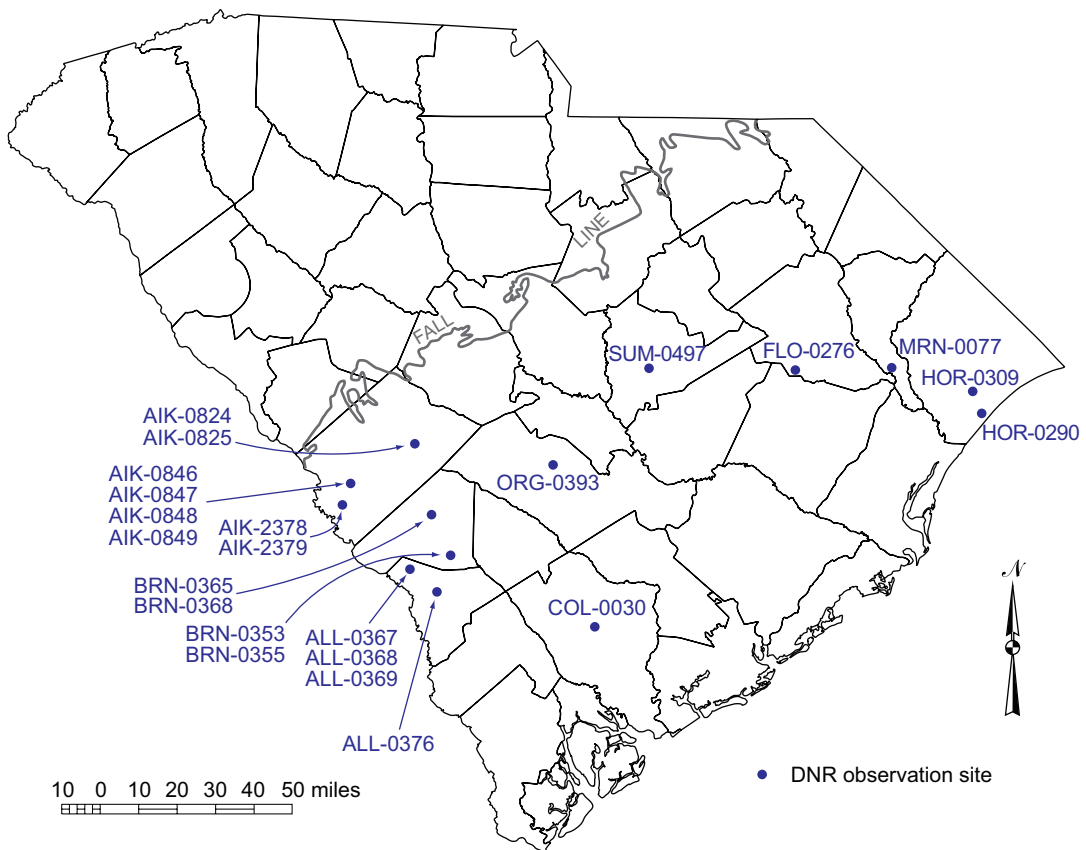 LINE
FALL
SUM-0497
FLO-0276
MRN-0077
HOR-0309
HOR-0290
AIK-0824
AIK-0825
AIK-0846
AIK-0847
AIK-0848
AIK-0849
AIK-2378
AIK-2379
ORG-0393
BRN-0365
BRN-0368
BRN-0353
BRN-0355
ALL-0367
ALL-0368
ALL-0369
COL-0030
ALL-0376
N
10 0 10 20 30 40 50 miles
DNR observation site